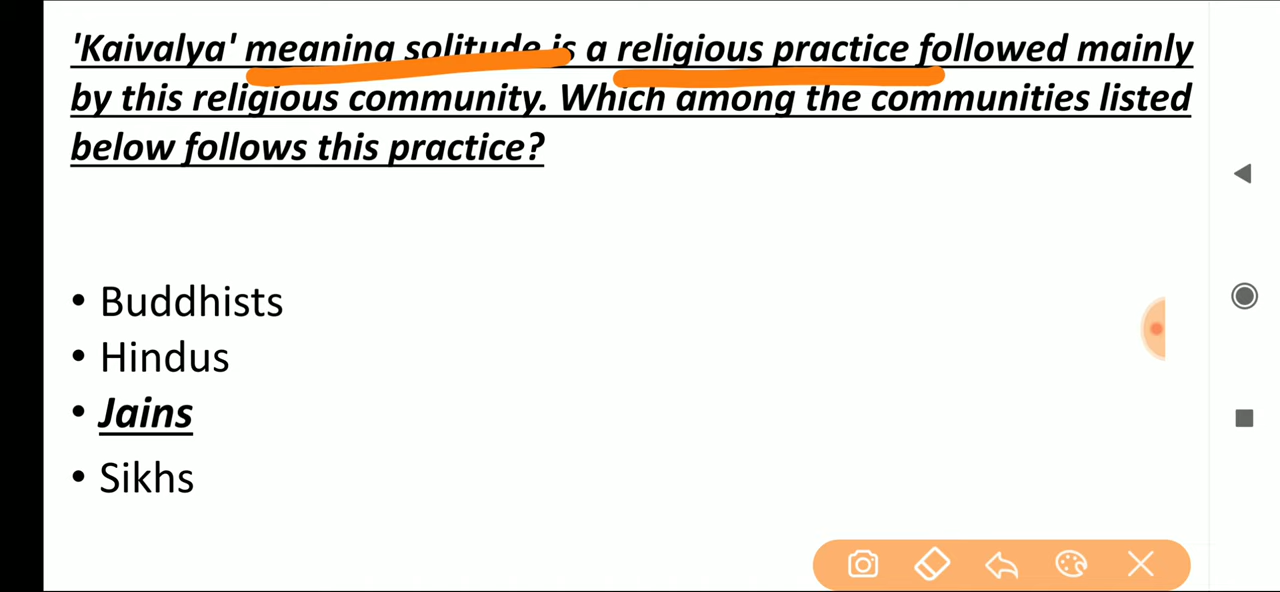 'Kaivalya' meaning solitude is a religious practice followed mainly
by this religious community. Which among the communities listed
below follows this practice?
• Buddhists
• Hindus
• Jains
• Sikhs